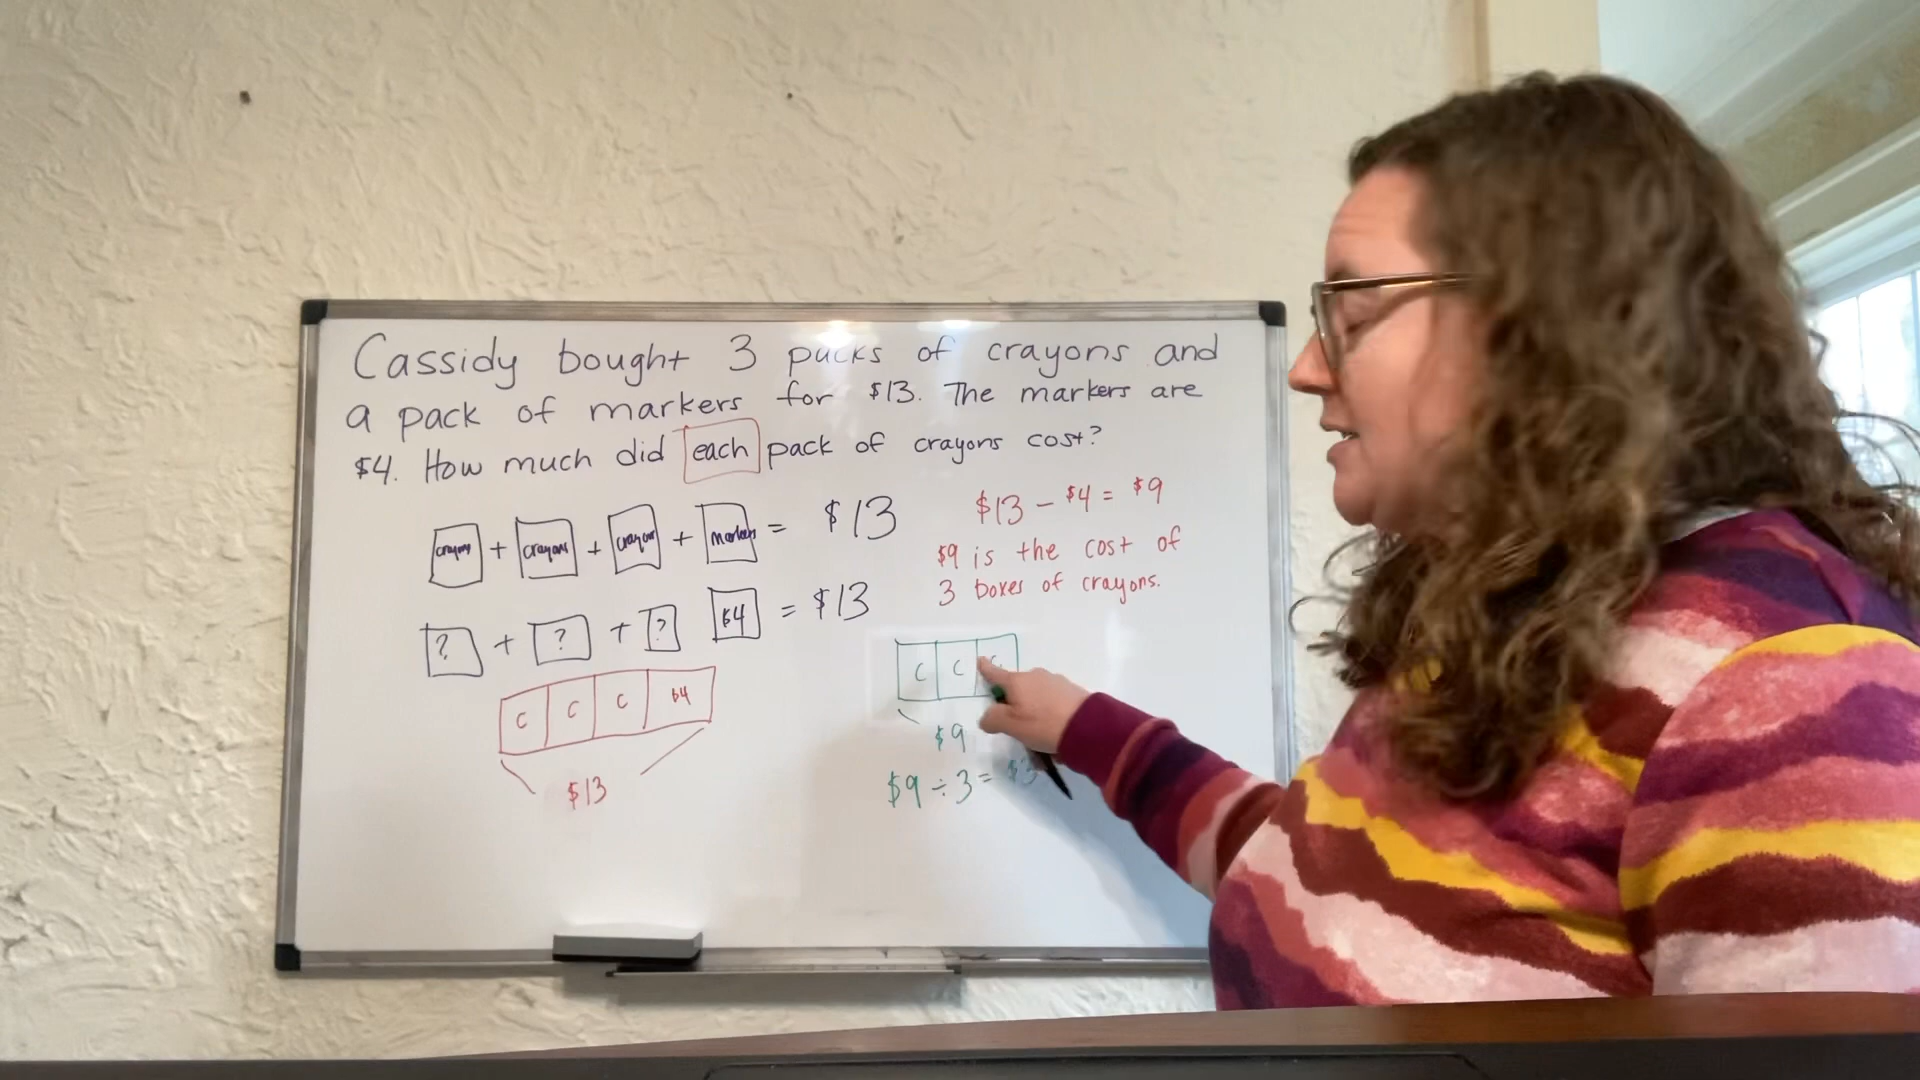 Cassidy bought 3 packs of crayons and
a pack of markers for $13. The markers are
$4. How much did each pack of crayons cost?
crayons + crayons + crayons + markers = $13
? + ? + ? $4 = $13
C C C $4
$13
$13 - $4 = $9
$9 is the cost of
3 boxes of crayons.
C C C
$9
$9 ÷ 3 = $3